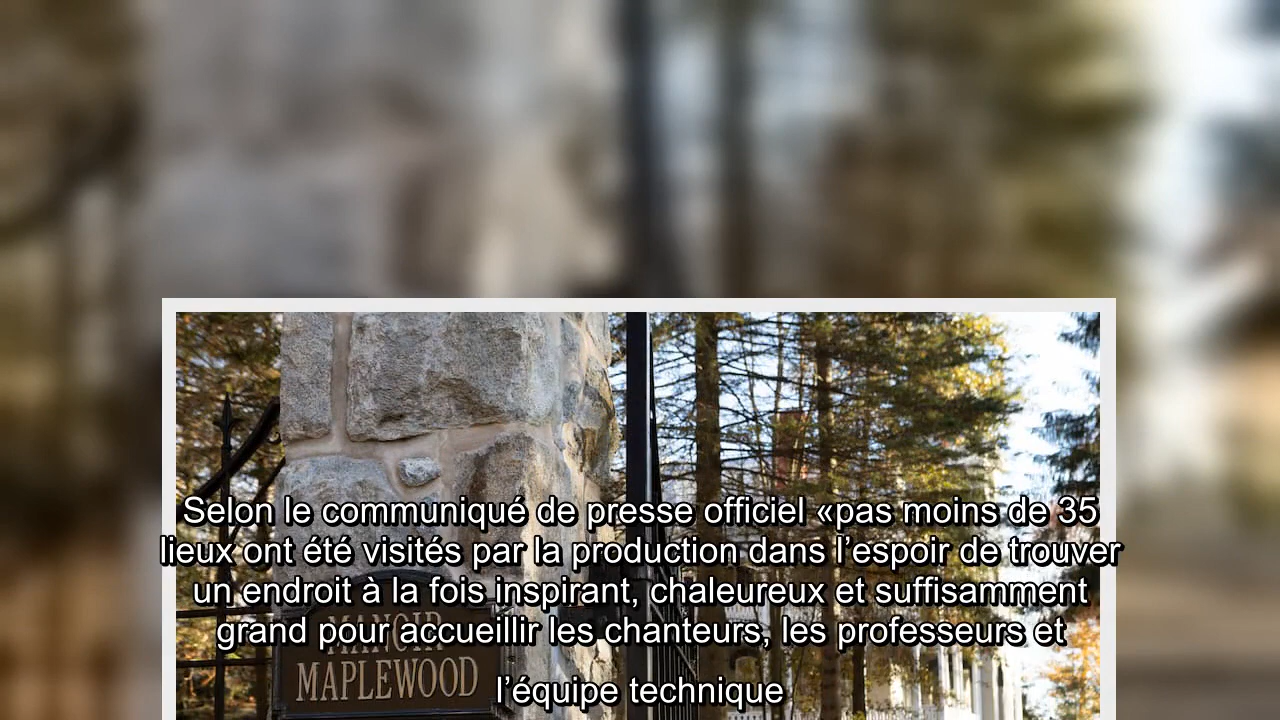 Selon le communiqué de presse officiel «pas moins de 35
lieux ont été visités par la production dans l’espoir de trouver
un endroit à la fois inspirant, chaleureux et suffisamment
grand pour accueillir les chanteurs, les professeurs et
l’équipe technique
MANOIR
MAPLEWOOD